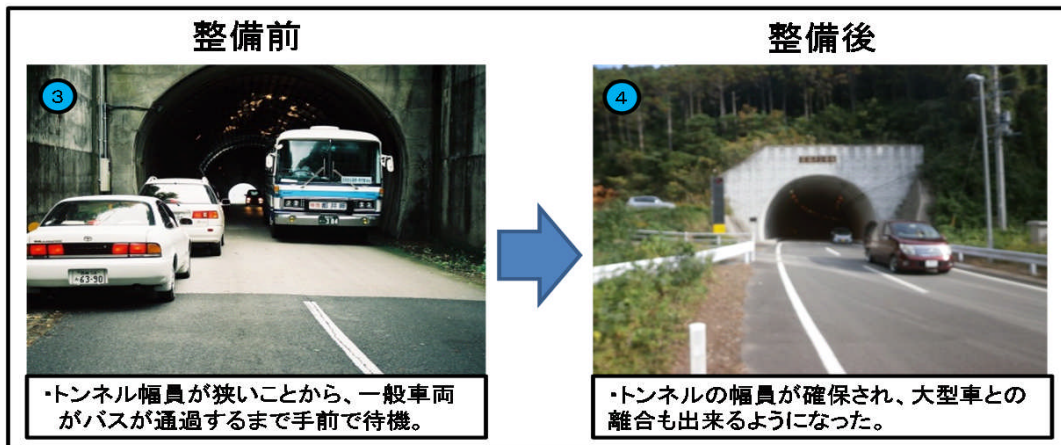 整備前
整備後
③
④
63-90
・トンネル幅員が狭いことから、一般車両
がバスが通過するまで手前で待機。
・トンネルの幅員が確保され、大型車との
離合も出来るようになった。